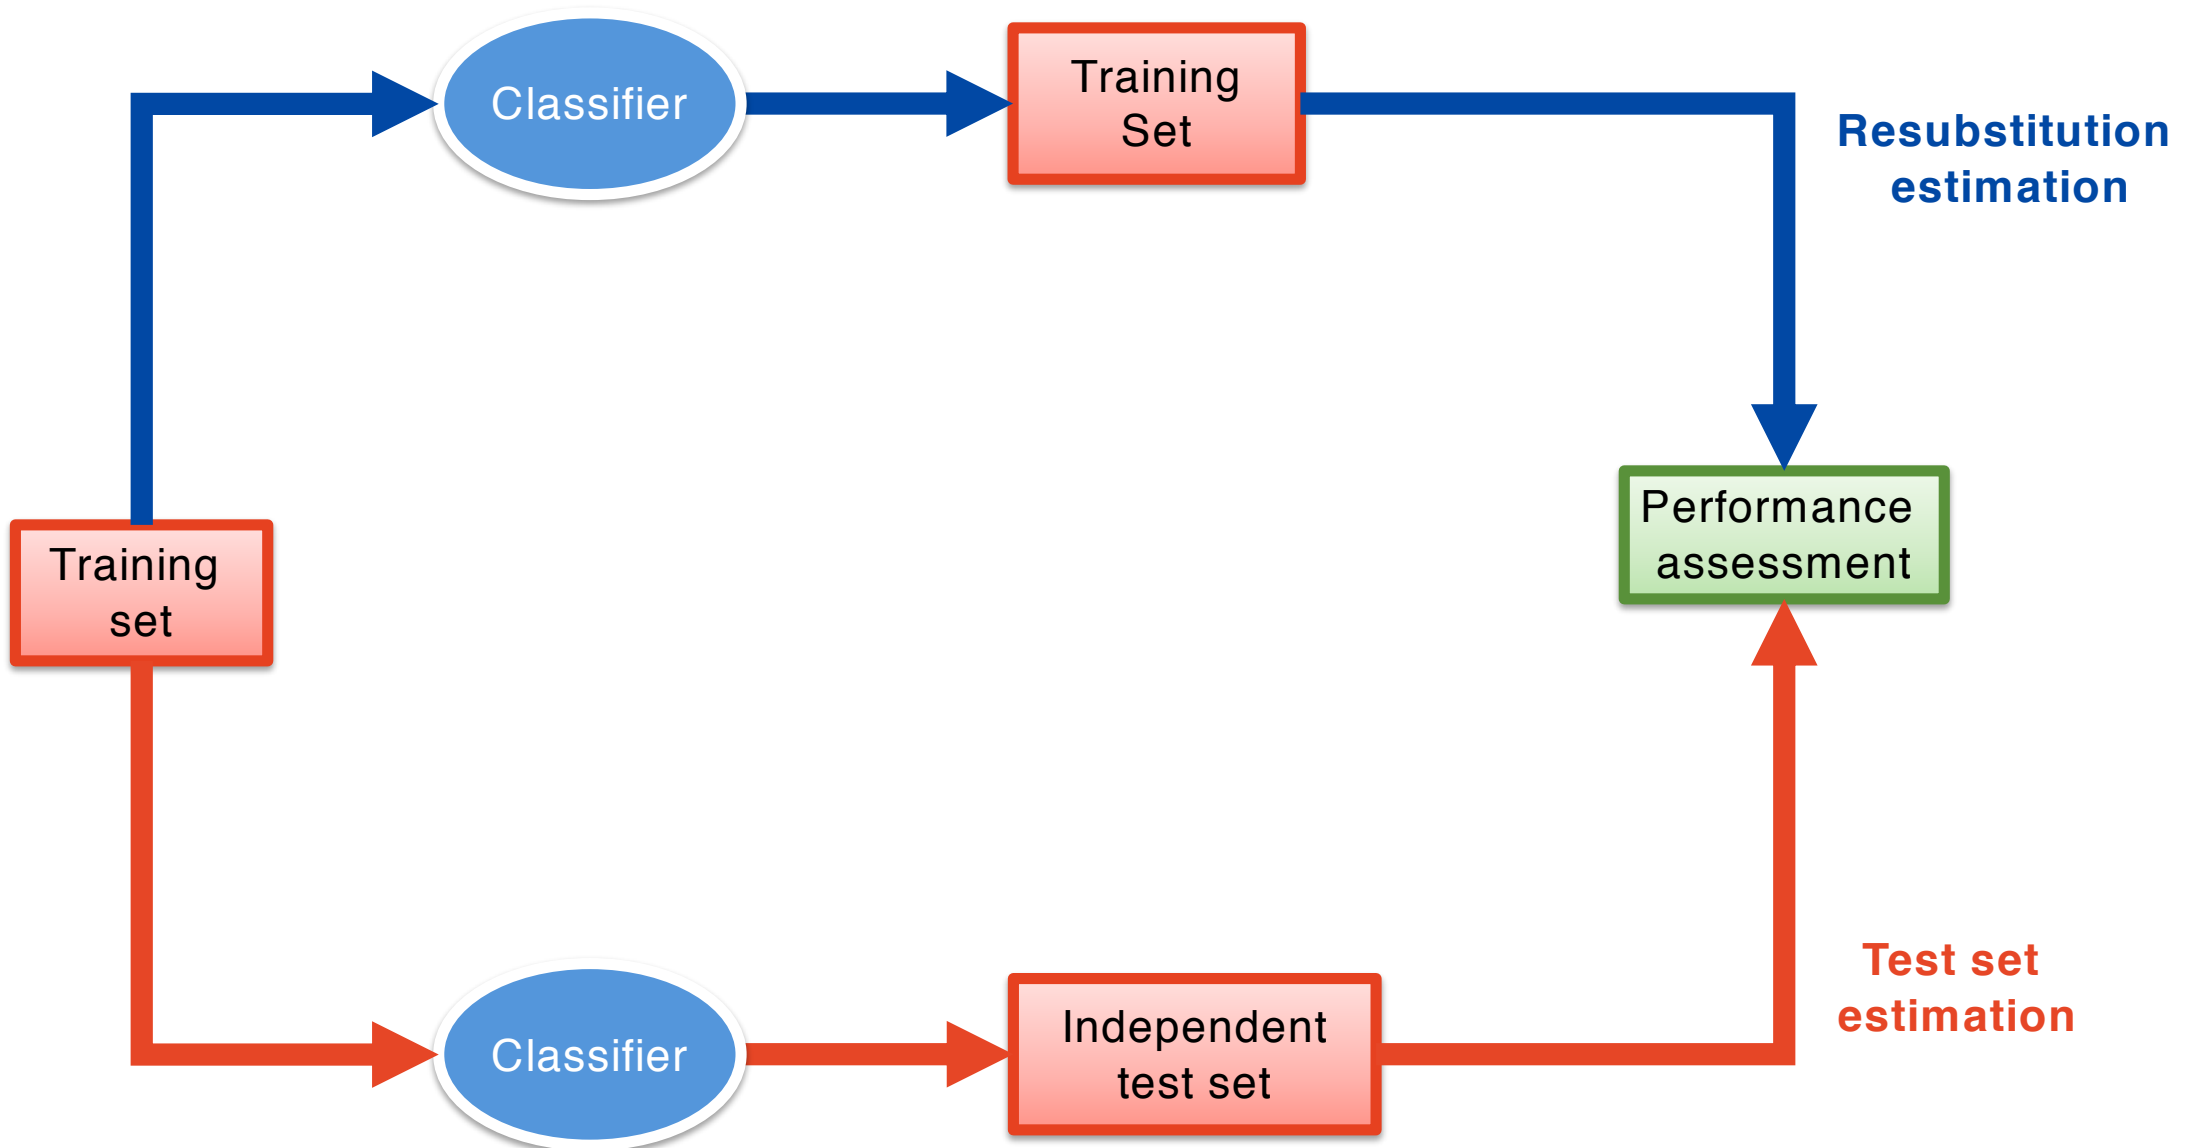 Classifier
Training
Set
Resubstitution
estimation
Training
set
Performance
assessment
Classifier
Independent
test set
Test set
estimation